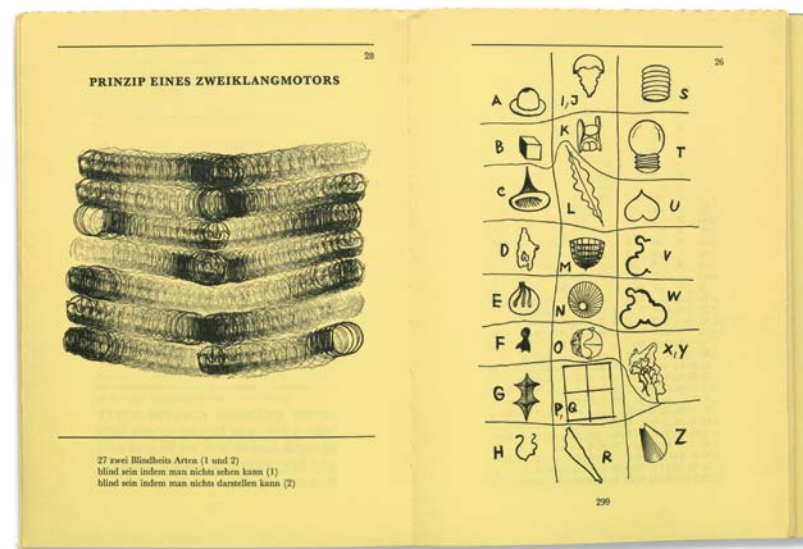 28
PRINZIP EINES ZWEIKLANGMOTORS
27 zwei Blindheits Arten (1 und 2)
blind sein indem man nichts sehen kann (1)
blind sein indem man nichts darstellen kann (2)
26
A
I,J
S
B
K
T
C
L
U
D
M
V
E
N
W
F
O
X,Y
G
P,Q
H
R
Z
299